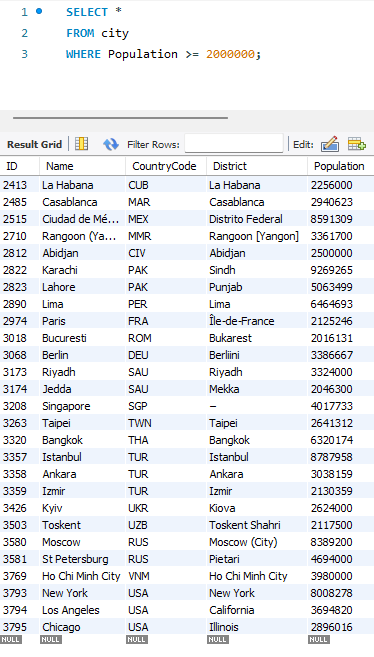 1 SELECT *
2 FROM city
3 WHERE Population >= 2000000;
Result Grid Filter Rows: Edit:
ID Name CountryCode District Population
2413 La Habana CUB La Habana 2256000
2485 Casablanca MAR Casablanca 2940623
2515 Ciudad de Mé... MEX Distrito Federal 8591309
2710 Rangoon (Ya... MMR Rangoon [Yangon] 3361700
2812 Abidjan CIV Abidjan 2500000
2822 Karachi PAK Sindh 9269265
2823 Lahore PAK Punjab 5063499
2890 Lima PER Lima 6464693
2974 Paris FRA Île-de-France 2125246
3018 Bucuresti ROM Bukarest 2016131
3068 Berlin DEU Berliini 3386667
3173 Riyadh SAU Riyadh 3324000
3174 Jedda SAU Mekka 2046300
3208 Singapore SGP – 4017733
3263 Taipei TWN Taipei 2641312
3320 Bangkok THA Bangkok 6320174
3357 Istanbul TUR Istanbul 8787958
3358 Ankara TUR Ankara 3038159
3359 Izmir TUR Izmir 2130359
3426 Kyiv UKR Kiova 2624000
3503 Toskent UZB Toskent Shahri 2117500
3580 Moscow RUS Moscow (City) 8389200
3581 St Petersburg RUS Pietari 4694000
3769 Ho Chi Minh City VNM Ho Chi Minh City 3980000
3793 New York USA New York 8008278
3794 Los Angeles USA California 3694820
3795 Chicago USA Illinois 2896016
NULL NULL NULL NULL NULL